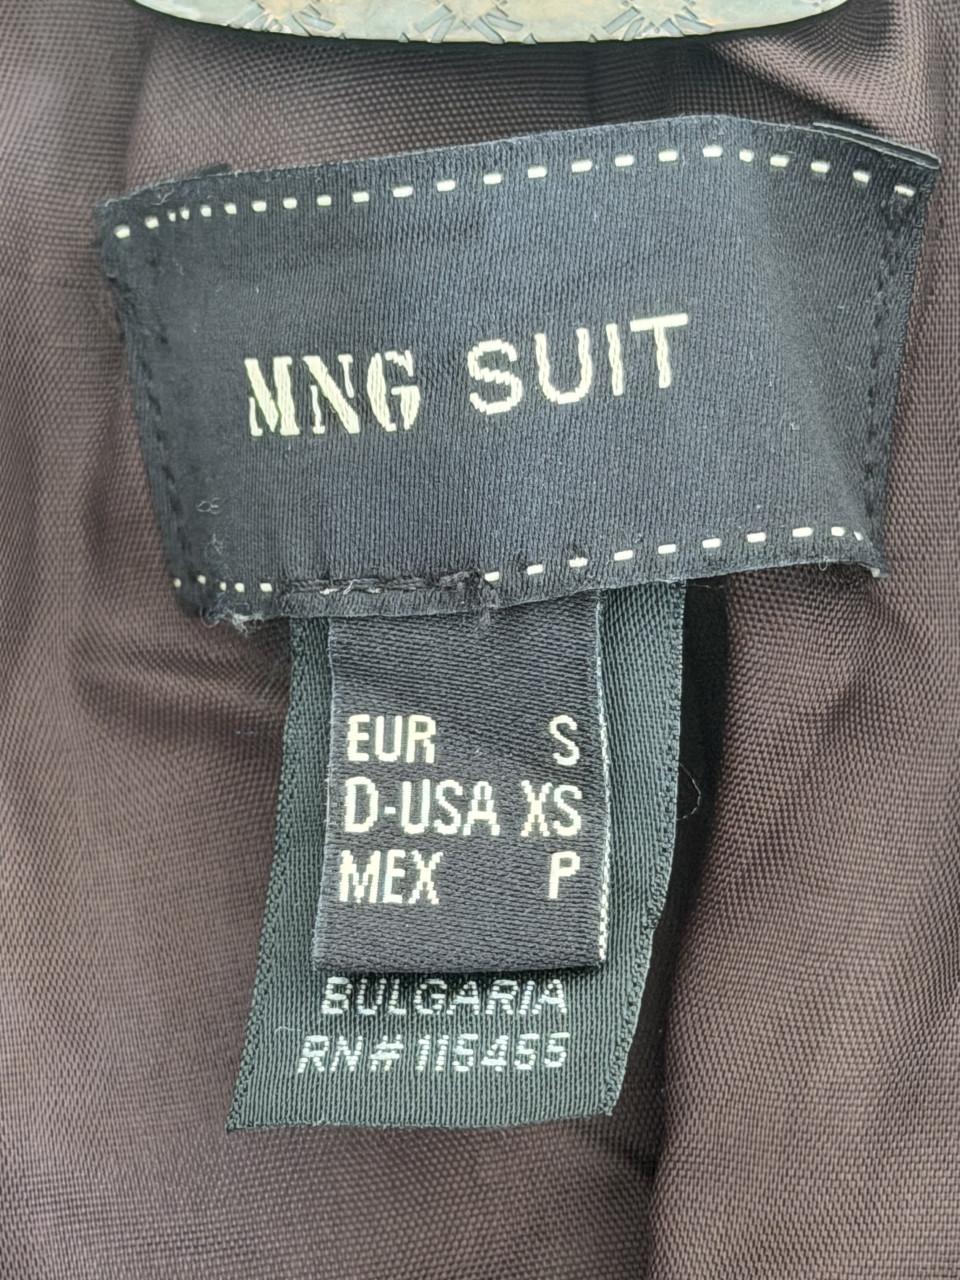 MNG SUIT
EUR S
D-USA XS
MEX P
BULGARIA
RN# 115455